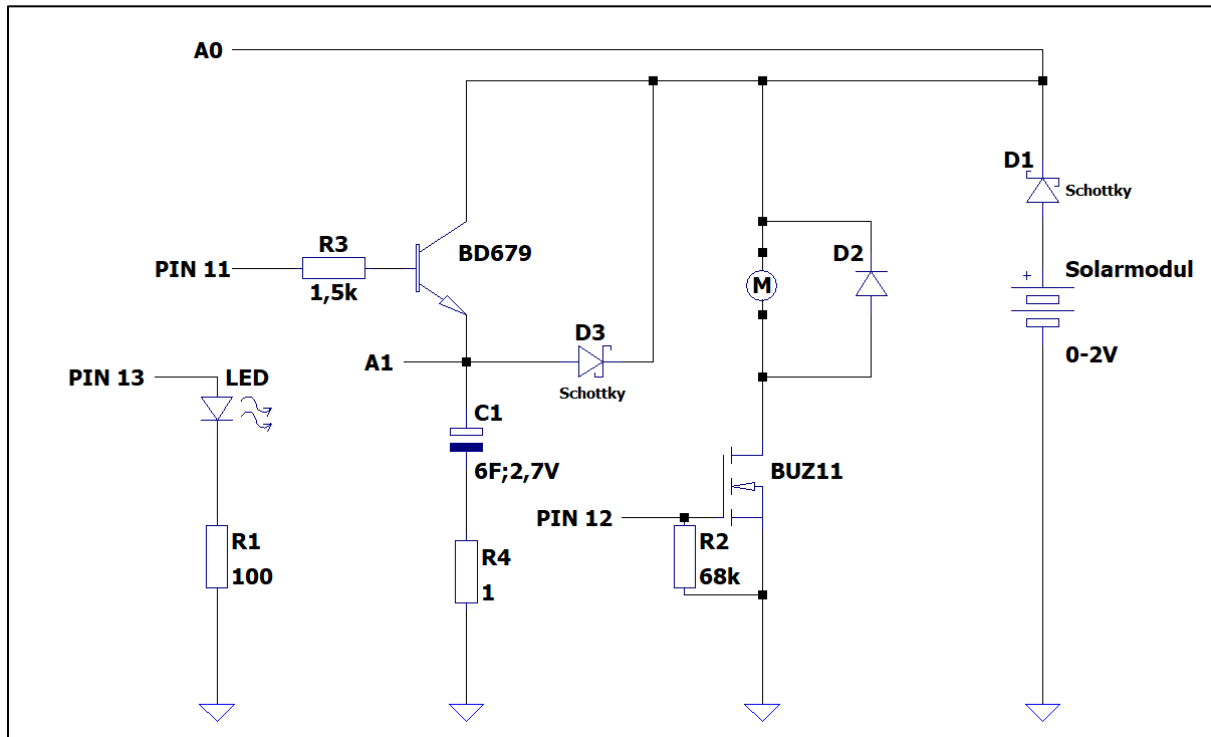 A0
D1
Schottky
R3
BD679
PIN 11
1,5k
D2
Solarmodul
+
M
D3
A1
Schottky
0-2V
PIN 13
LED
C1
6F;2,7V
BUZ11
PIN 12
R1
100
R4
1
R2
68k